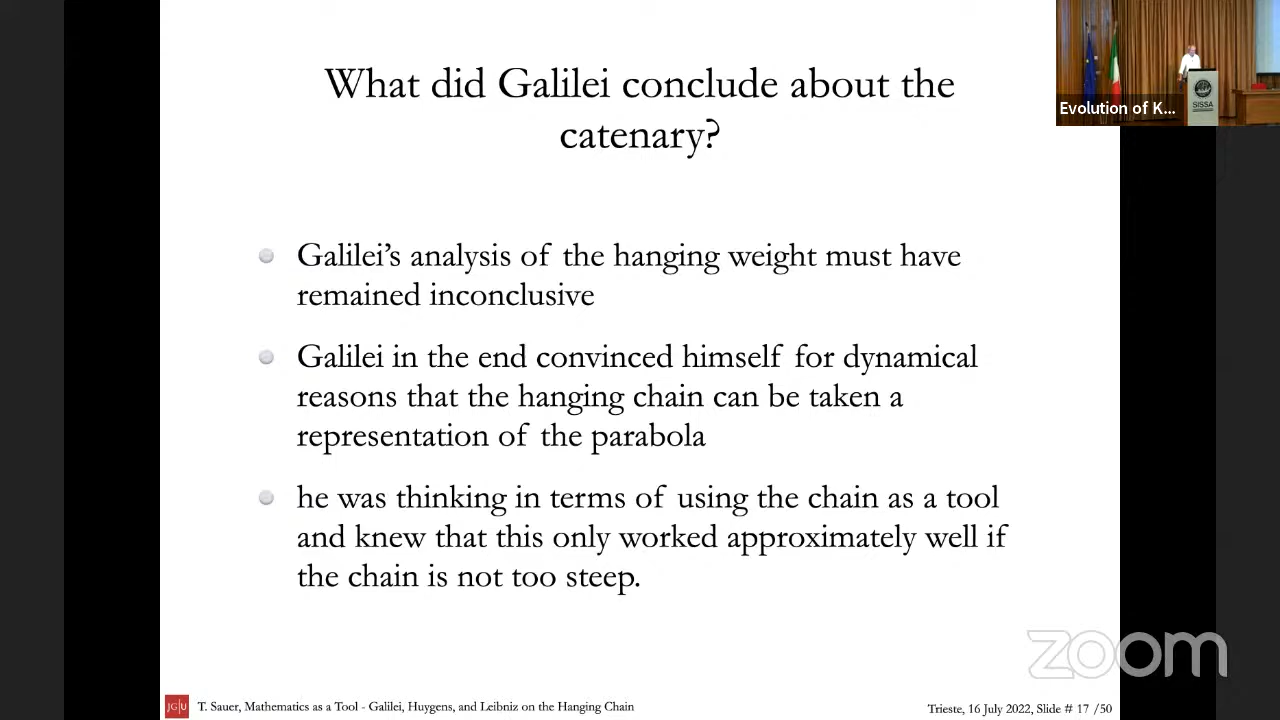 What did Galilei conclude about the
catenary?
Evolution of K...
SISSA
Galilei's analysis of the hanging weight must have
remained inconclusive
Galilei in the end convinced himself for dynamical
reasons that the hanging chain can be taken a
representation of the parabola
he was thinking in terms of using the chain as a tool
and knew that this only worked approximately well if
the chain is not too steep.
zoom
JG|U
T. Sauer, Mathematics as a Tool - Galilei, Huygens, and Leibniz on the Hanging Chain
Trieste, 16 July 2022, Slide # 17 /50